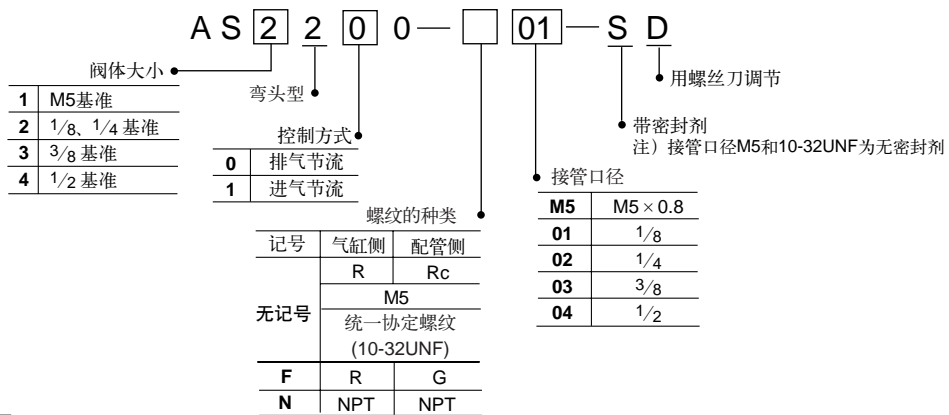 AS2200-□01-SD
阀体大小
1 M5基准
2 1/8、1/4 基准
3 3/8 基准
4 1/2 基准
弯头型
控制方式
0 排气节流
1 进气节流
螺纹的种类
记号 气缸侧 配管侧
无记号 R Rc
M5
统一协定螺纹
(10-32UNF)
F R G
N NPT NPT
用螺丝刀调节
带密封剂
注）接管口径M5和10-32UNF为无密封剂
接管口径
M5 M5×0.8
01 1/8
02 1/4
03 3/8
04 1/2